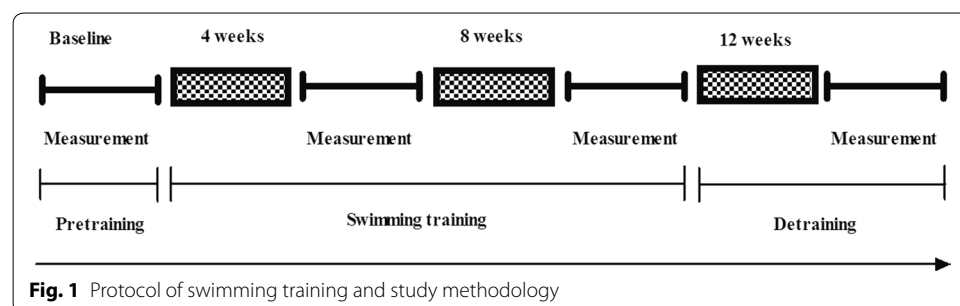 Baseline 4 weeks 8 weeks 12 weeks
Measurement Measurement Measurement Measurement
Pretraining Swimming training Detraining
Fig. 1 Protocol of swimming training and study methodology